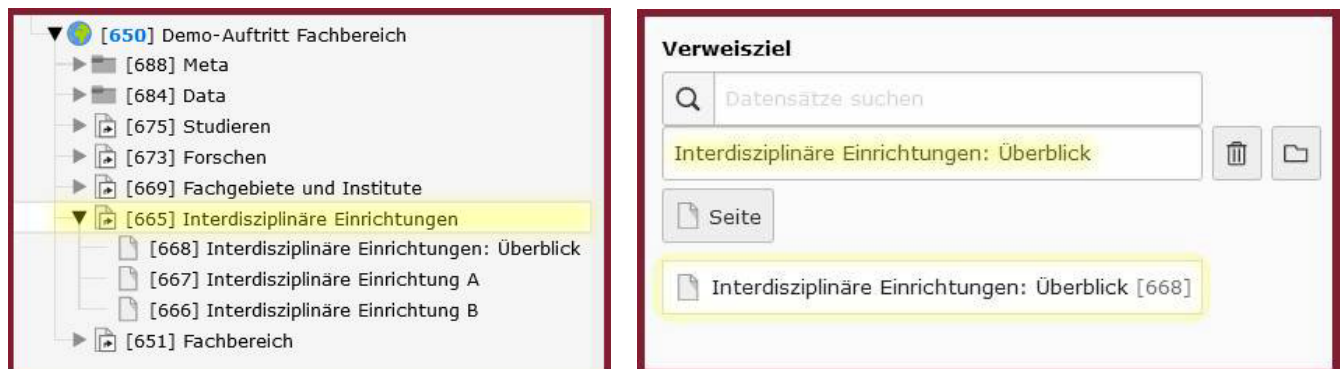 [650] Demo-Auftritt Fachbereich
[688] Meta
[684] Data
[675] Studieren
[673] Forschen
[669] Fachgebiete und Institute
[665] Interdisziplinäre Einrichtungen
[668] Interdisziplinäre Einrichtungen: Überblick
[667] Interdisziplinäre Einrichtung A
[666] Interdisziplinäre Einrichtung B
[651] Fachbereich
Verweisziel
Datensätze suchen
Interdisziplinäre Einrichtungen: Überblick
Seite
Interdisziplinäre Einrichtungen: Überblick [668]